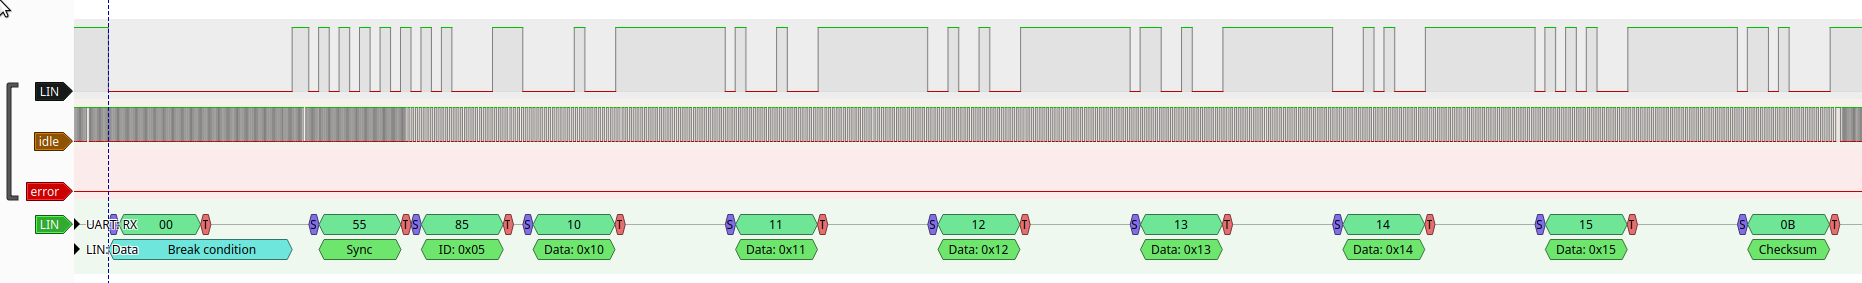 LIN
idle
error
LIN UART: RX S 00 T S 55 T S 85 T S 10 T S 11 T S 12 T S 13 T S 14 T S 15 T S 0B T
LIN: Data Break condition Sync ID: 0x05 Data: 0x10 Data: 0x11 Data: 0x12 Data: 0x13 Data: 0x14 Data: 0x15 Checksum